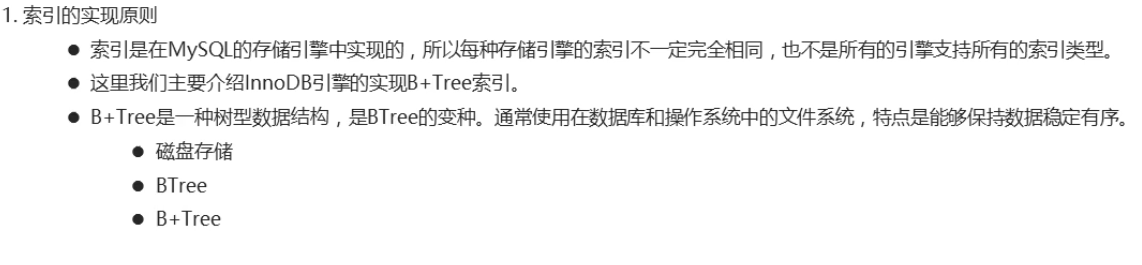 1. 索引的实现原则
● 索引是在MySQL的存储引擎中实现的，所以每种存储引擎的索引不一定完全相同，也不是所有的引擎支持所有的索引类型。
● 这里我们主要介绍InnoDB引擎的实现B+Tree索引。
● B+Tree是一种树型数据结构，是BTree的变种。通常使用在数据库和操作系统中的文件系统，特点是能够保持数据稳定有序。
● 磁盘存储
● BTree
● B+Tree